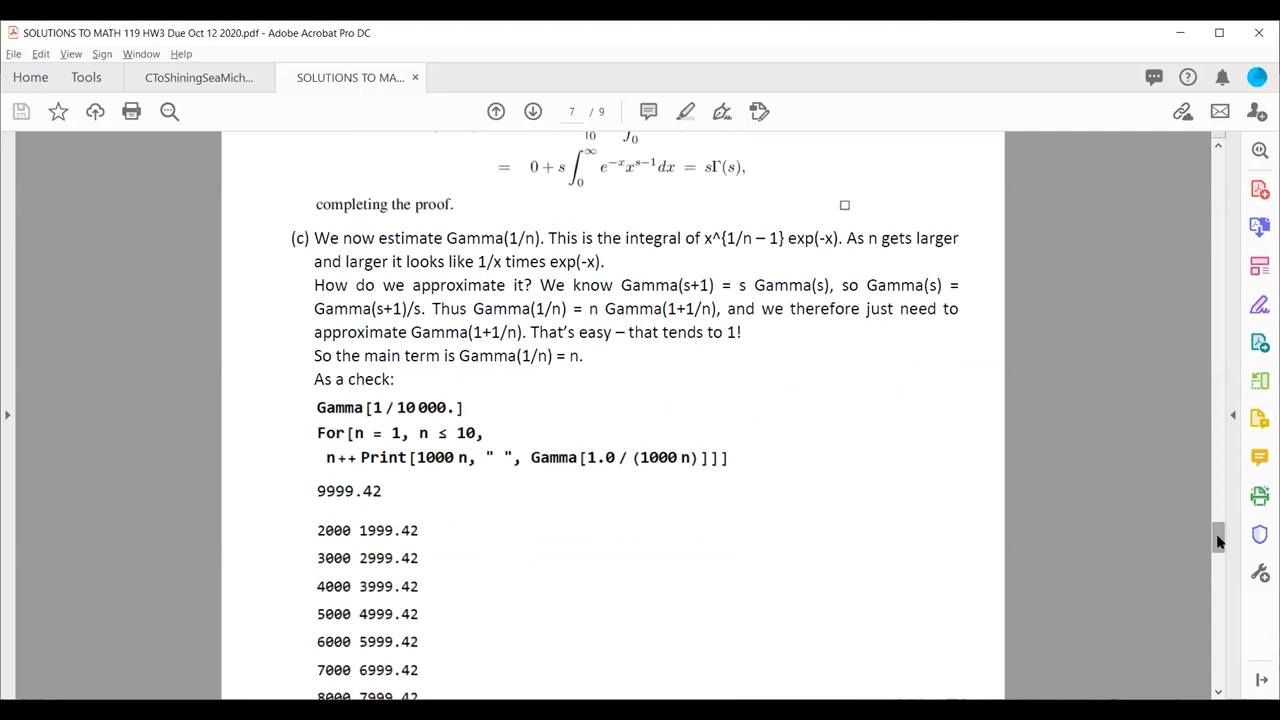 SOLUTIONS TO MATH 119 HW3 Due Oct 12 2020.pdf - Adobe Acrobat Pro DC
File Edit View Sign Window Help
Home Tools CToShiningSeaMich... SOLUTIONS TO MA... ×
7 / 9
= 0 + s ∫₀^∞ e^{−x}x^{s−1}dx = sΓ(s),
completing the proof. □
(c) We now estimate Gamma(1/n). This is the integral of x^{1/n – 1} exp(-x). As n gets larger
and larger it looks like 1/x times exp(-x).
How do we approximate it? We know Gamma(s+1) = s Gamma(s), so Gamma(s) =
Gamma(s+1)/s. Thus Gamma(1/n) = n Gamma(1+1/n), and we therefore just need to
approximate Gamma(1+1/n). That’s easy – that tends to 1!
So the main term is Gamma(1/n) = n.
As a check:
Gamma[1 / 10 000.]
For[n = 1, n ≤ 10,
n++ Print[1000 n, " ", Gamma[1.0 / (1000 n)]]]
9999.42
2000 1999.42
3000 2999.42
4000 3999.42
5000 4999.42
6000 5999.42
7000 6999.42
8000 7999.42